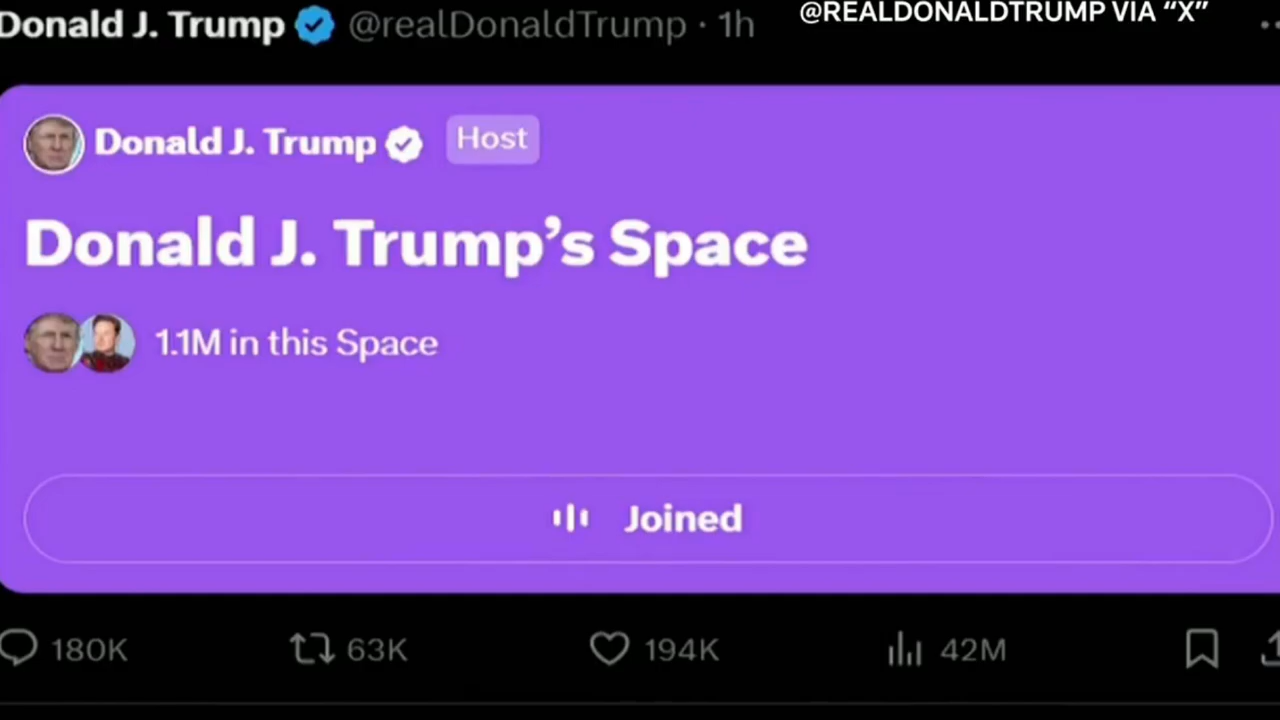 @REALDONALDTRUMP VIA “X”
Donald J. Trump @realDonaldTrump · 1h
Donald J. Trump Host
Donald J. Trump’s Space
1.1M in this Space
Joined
180K 63K 194K 42M